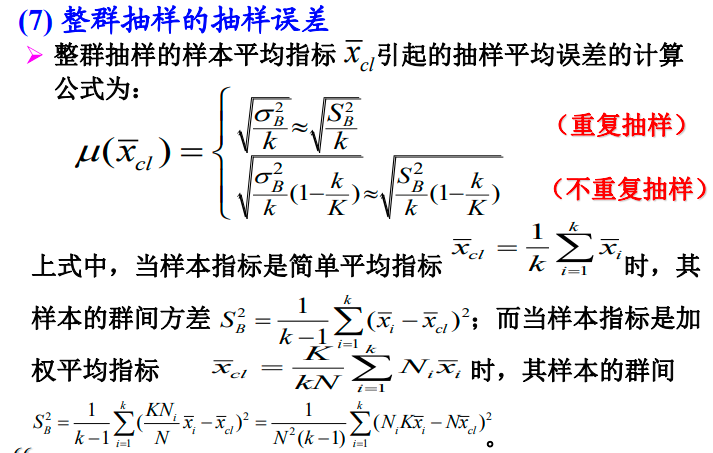 (7) 整群抽样的抽样误差
➢ 整群抽样的样本平均指标 $\overline{x}_{cl}$ 引起的抽样平均误差的计算
公式为：
$\mu(\overline{x}_{cl}) = \begin{cases} \sqrt{\frac{\sigma_B^2}{k}} \approx \sqrt{\frac{S_B^2}{k}} & \text{（重复抽样）} \\ \sqrt{\frac{\sigma_B^2}{k}(1-\frac{k}{K})} \approx \sqrt{\frac{S_B^2}{k}(1-\frac{k}{K})} & \text{（不重复抽样）} \end{cases}$
上式中，当样本指标是简单平均指标 $\overline{x}_{cl} = \frac{1}{k}\sum_{i=1}^{k}\overline{x}_i$ 时，其
样本的群间方差 $S_B^2 = \frac{1}{k-1}\sum_{i=1}^{k}(\overline{x}_i - \overline{x}_{cl})^2$；而当样本指标是加
权平均指标 $\overline{x}_{cl} = \frac{K}{kN}\sum_{i=1}^{k}N_i\overline{x}_i$ 时，其样本的群间
$S_B^2 = \frac{1}{k-1}\sum_{i=1}^{k}(\frac{KN_i}{N}\overline{x}_i - \overline{x}_{cl})^2 = \frac{1}{N^2(k-1)}\sum_{i=1}^{k}(N_iK\overline{x}_i - N\overline{x}_{cl})^2$。